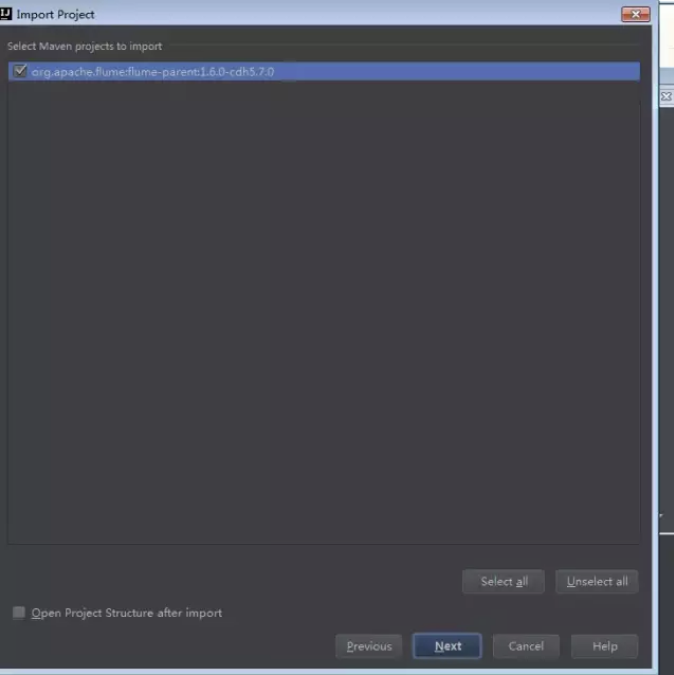 Import Project
Select Maven projects to import
org.apache.flume:flume-parent:1.6.0-cdh5.7.0
Select all
Unselect all
Open Project Structure after import
Previous
Next
Cancel
Help